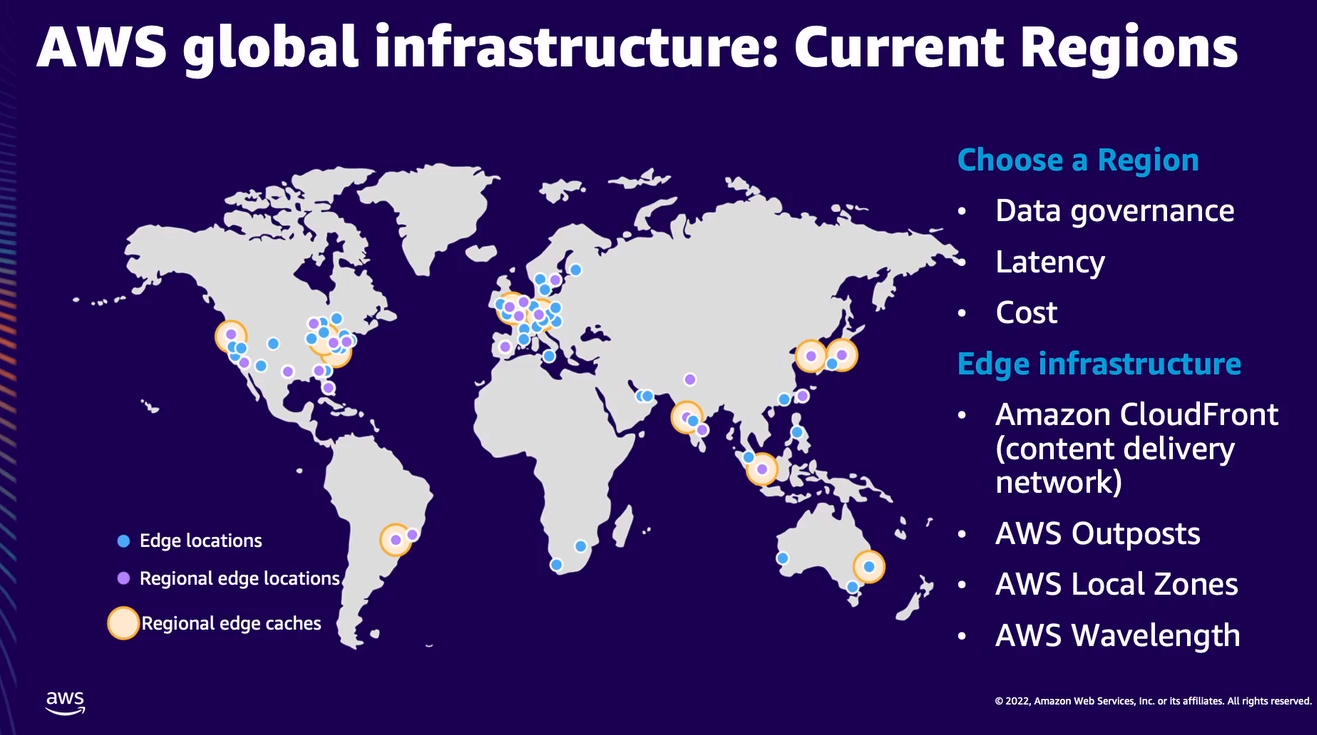 AWS global infrastructure: Current Regions
Choose a Region
• Data governance
• Latency
• Cost
Edge infrastructure
• Amazon CloudFront
(content delivery
network)
• AWS Outposts
• AWS Local Zones
• AWS Wavelength
Edge locations
Regional edge locations
Regional edge caches
aws
© 2022, Amazon Web Services, Inc. or its affiliates. All rights reserved.